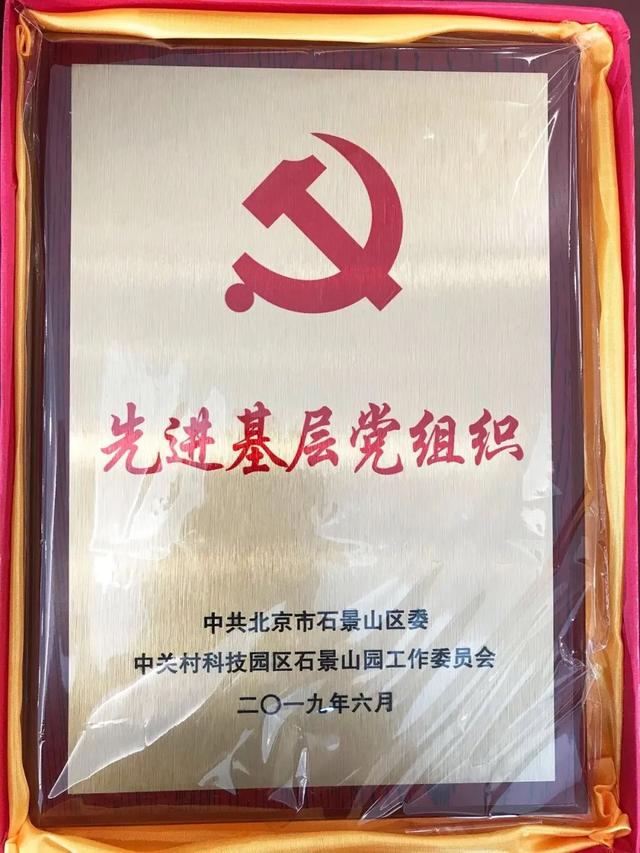 先进基层党组织
中共北京市石景山区委
中关村科技园区石景山园工作委员会
二〇一九年六月